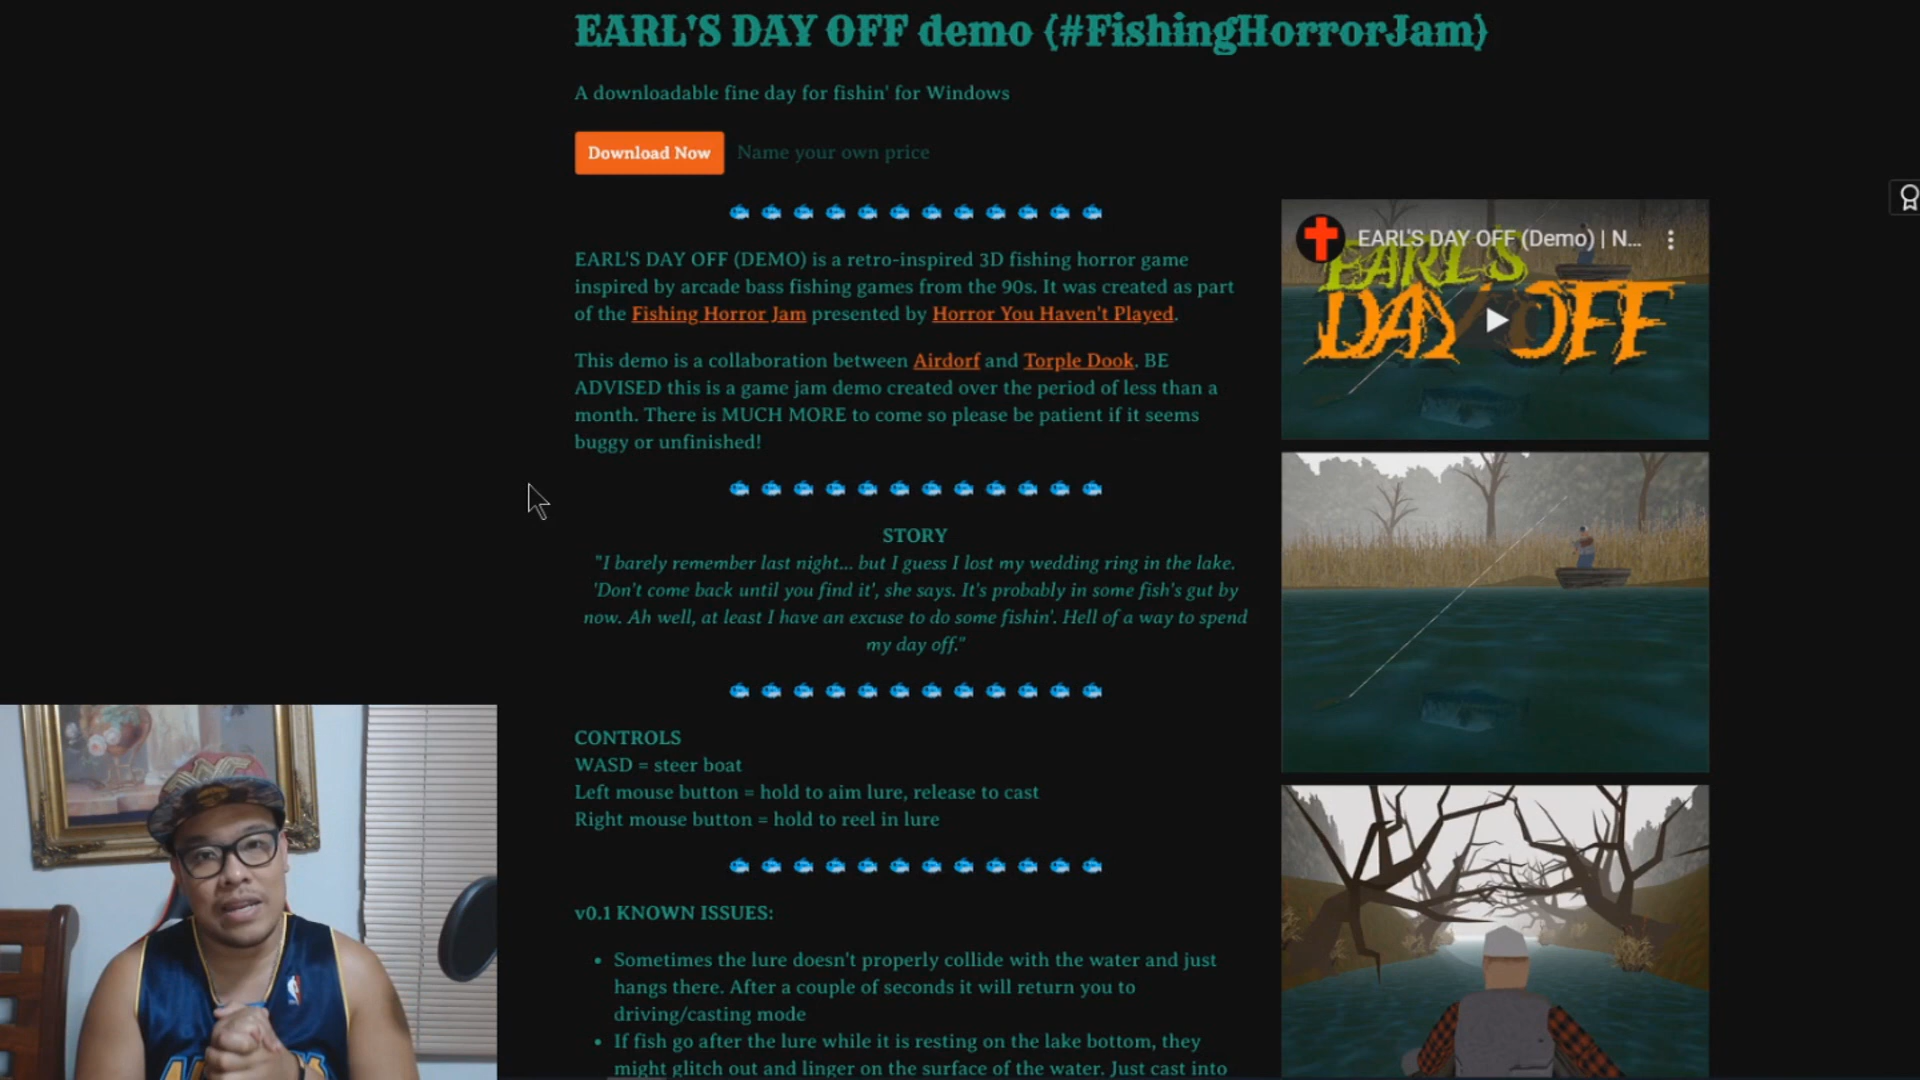 EARL'S DAY OFF demo (#FishingHorrorJam)
A downloadable fine day for fishin' for Windows
Download Now Name your own price
EARL'S DAY OFF (DEMO) is a retro-inspired 3D fishing horror game
inspired by arcade bass fishing games from the 90s. It was created as part
of the Fishing Horror Jam presented by Horror You Haven't Played.
This demo is a collaboration between Airdorf and Torple Dook. BE
ADVISED this is a game jam demo created over the period of less than a
month. There is MUCH MORE to come so please be patient if it seems
buggy or unfinished!
STORY
"I barely remember last night... but I guess I lost my wedding ring in the lake.
'Don't come back until you find it', she says. It's probably in some fish's gut by
now. Ah well, at least I have an excuse to do some fishin'. Hell of a way to spend
my day off."
CONTROLS
WASD = steer boat
Left mouse button = hold to aim lure, release to cast
Right mouse button = hold to reel in lure
v0.1 KNOWN ISSUES:
• Sometimes the lure doesn't properly collide with the water and just
hangs there. After a couple of seconds it will return you to
driving/casting mode
• If fish go after the lure while it is resting on the lake bottom, they
might glitch out and linger on the surface of the water. Just cast into
EARL'S DAY OFF (Demo) | N...
EARL'S
DAY OFF